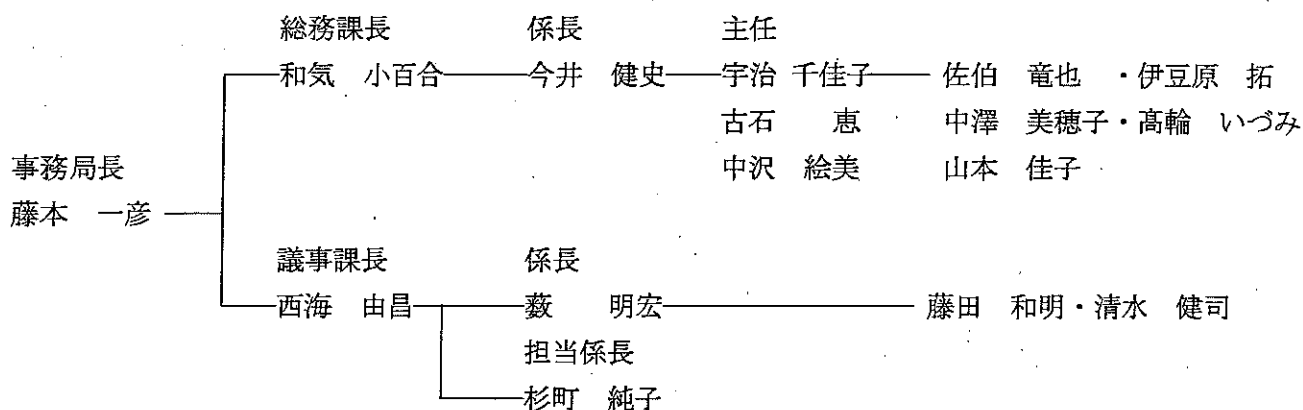 総務課長 係長 主任
和気 小百合 今井 健史 宇治 千佳子 佐伯 竜也 ・伊豆原 拓
古石 恵 中澤 美穂子・髙輪 いづみ
中沢 絵美 山本 佳子
事務局長
藤本 一彦
議事課長 係長
西海 由昌 薮 明宏 藤田 和明・清水 健司
担当係長
杉町 純子